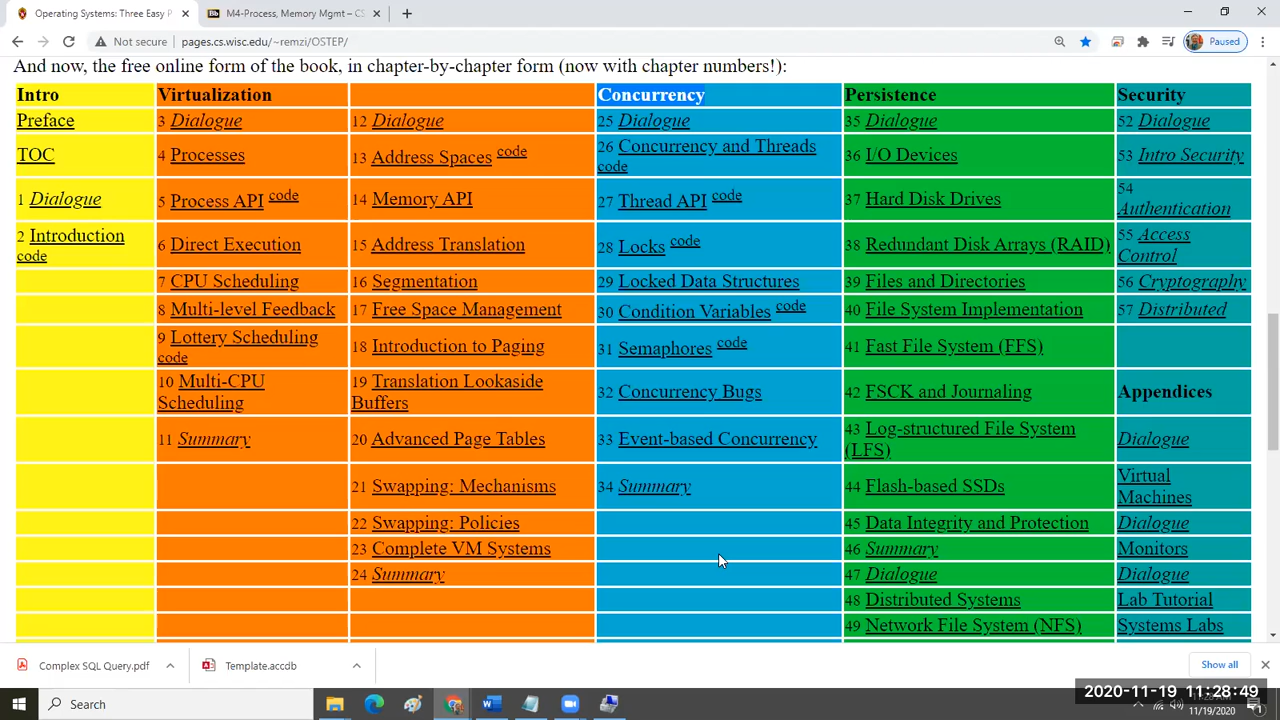 Operating Systems: Three Easy P
M4-Process, Memory Mgmt – CS
Not secure
pages.cs.wisc.edu/~remzi/OSTEP/
Paused
And now, the free online form of the book, in chapter-by-chapter form (now with chapter numbers!):
Intro Virtualization Concurrency Persistence Security
Preface 3 Dialogue 12 Dialogue 25 Dialogue 35 Dialogue 52 Dialogue
TOC 4 Processes 13 Address Spaces code 26 Concurrency and Threads code 36 I/O Devices 53 Intro Security
1 Dialogue 5 Process API code 14 Memory API 27 Thread API code 37 Hard Disk Drives 54 Authentication
2 Introduction code 6 Direct Execution 15 Address Translation 28 Locks code 38 Redundant Disk Arrays (RAID) 55 Access Control
7 CPU Scheduling 16 Segmentation 29 Locked Data Structures 39 Files and Directories 56 Cryptography
8 Multi-level Feedback 17 Free Space Management 30 Condition Variables code 40 File System Implementation 57 Distributed
9 Lottery Scheduling code 18 Introduction to Paging 31 Semaphores code 41 Fast File System (FFS)
10 Multi-CPU Scheduling 19 Translation Lookaside Buffers 32 Concurrency Bugs 42 FSCK and Journaling Appendices
11 Summary 20 Advanced Page Tables 33 Event-based Concurrency 43 Log-structured File System (LFS) Dialogue
21 Swapping: Mechanisms 34 Summary 44 Flash-based SSDs Virtual Machines
22 Swapping: Policies 45 Data Integrity and Protection Dialogue
23 Complete VM Systems 46 Summary Monitors
24 Summary 47 Dialogue Dialogue
48 Distributed Systems Lab Tutorial
49 Network File System (NFS) Systems Labs
Complex SQL Query.pdf
Template.accdb
Show all
Search
2020-11-19 11:28:49
11/19/2020